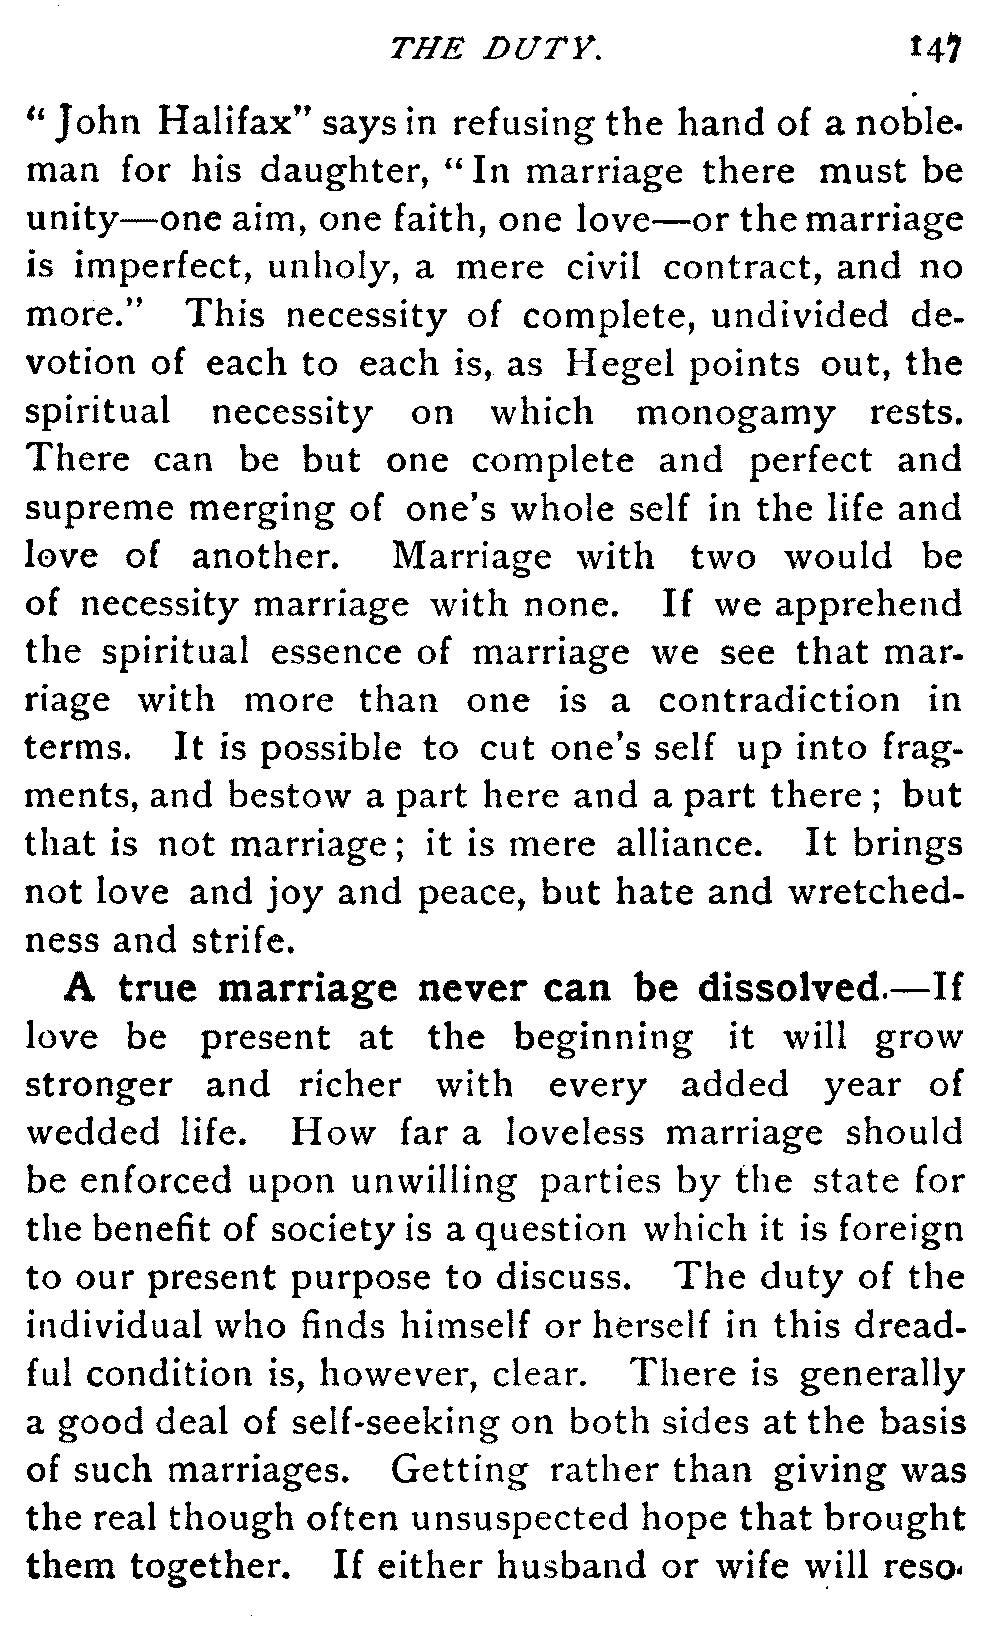 THE DUTY. 147
“John Halifax” says in refusing the hand of a noble-
man for his daughter, “In marriage there must be
unity—one aim, one faith, one love—or the marriage
is imperfect, unholy, a mere civil contract, and no
more.” This necessity of complete, undivided de-
votion of each to each is, as Hegel points out, the
spiritual necessity on which monogamy rests.
There can be but one complete and perfect and
supreme merging of one's whole self in the life and
love of another. Marriage with two would be
of necessity marriage with none. If we apprehend
the spiritual essence of marriage we see that mar-
riage with more than one is a contradiction in
terms. It is possible to cut one's self up into frag-
ments, and bestow a part here and a part there; but
that is not marriage; it is mere alliance. It brings
not love and joy and peace, but hate and wretched-
ness and strife.
A true marriage never can be dissolved.—If
love be present at the beginning it will grow
stronger and richer with every added year of
wedded life. How far a loveless marriage should
be enforced upon unwilling parties by the state for
the benefit of society is a question which it is foreign
to our present purpose to discuss. The duty of the
individual who finds himself or herself in this dread-
ful condition is, however, clear. There is generally
a good deal of self-seeking on both sides at the basis
of such marriages. Getting rather than giving was
the real though often unsuspected hope that brought
them together. If either husband or wife will reso-